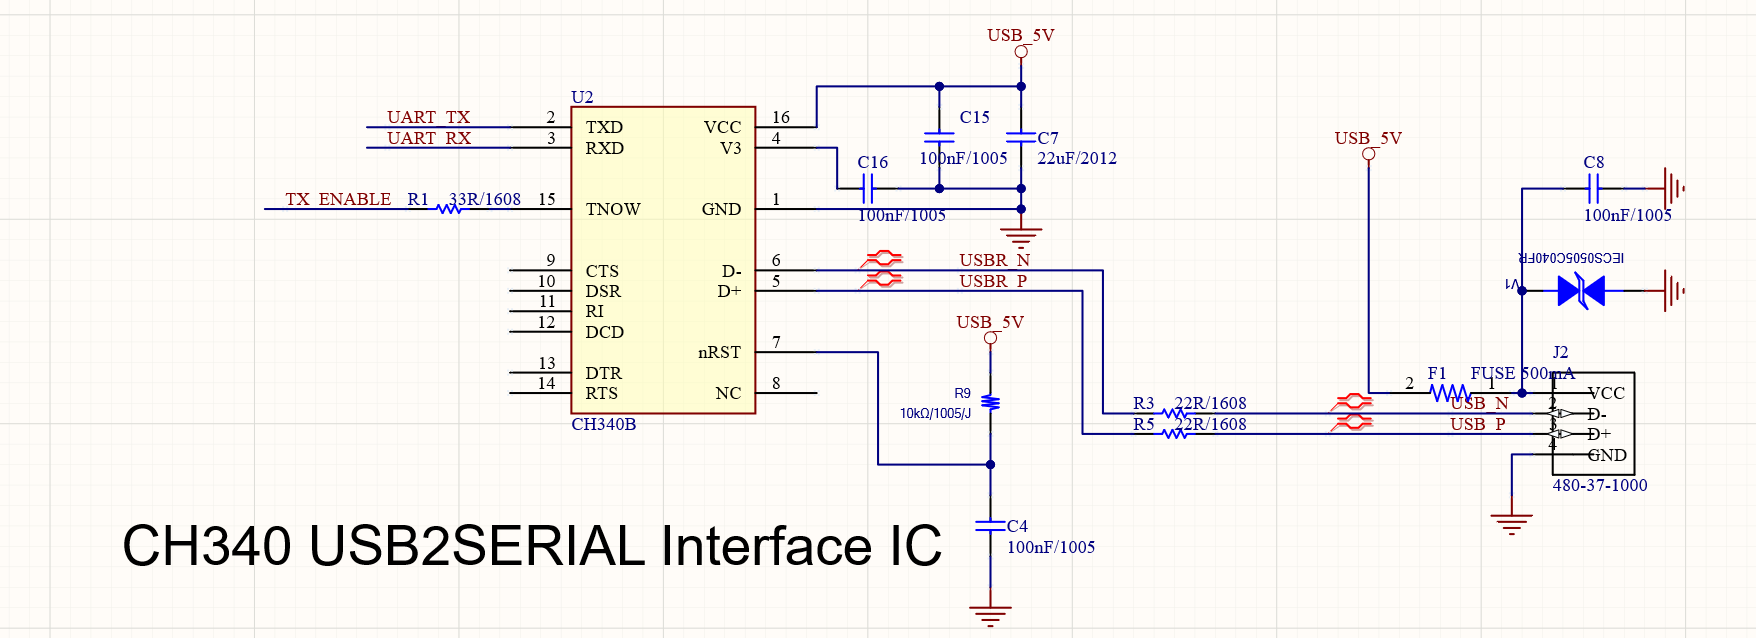 USB_5V
U2
UART_TX 2 TXD VCC 16 C15
UART_RX 3 RXD V3 4 C7
C16 100nF/1005 22uF/2012
USB_5V
C8
TX_ENABLE R1 33R/1608 15 TNOW GND 1
100nF/1005
100nF/1005
9 CTS D- 6 USBR_N
10 DSR D+ 5 USBR_P
11 RI
12 DCD
IECS0505C040FR
V1
USB_5V
nRST 7
J2
13 DTR
14 RTS NC 8
R9
10kΩ/1005/J
2 F1 FUSE 500mA 1 1 VCC
R3 22R/1608 USB_N 2 D-
R5 22R/1608 USB_P 3 D+
4 GND
CH340B
480-37-1000
C4
100nF/1005
CH340 USB2SERIAL Interface IC